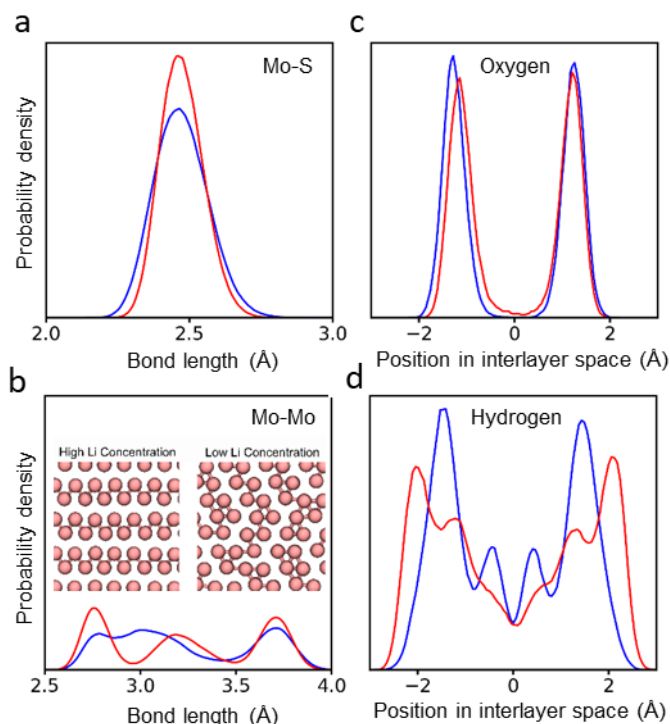 a
Mo-S
Probability density
2.0 2.5 3.0
Bond length (Å)
c
Oxygen
−2 0 2
Position in interlayer space (Å)
b
Mo-Mo
High Li Concentration
Low Li Concentration
Probability density
2.5 3.0 3.5 4.0
Bond length (Å)
d
Hydrogen
−2 0 2
Position in interlayer space (Å)